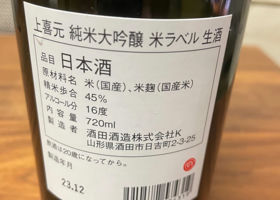 上喜元 純米大吟醸 米ラベル 生酒
品目 日本酒
原材料名 米(国産)、米麹(国産米)
精米歩合 45%
アルコール分 16度
内容量 720ml
製造者 酒田酒造株式会社K
山形県酒田市日吉町2-3-25
飲酒は20歳になってから。
製造年月
23.12